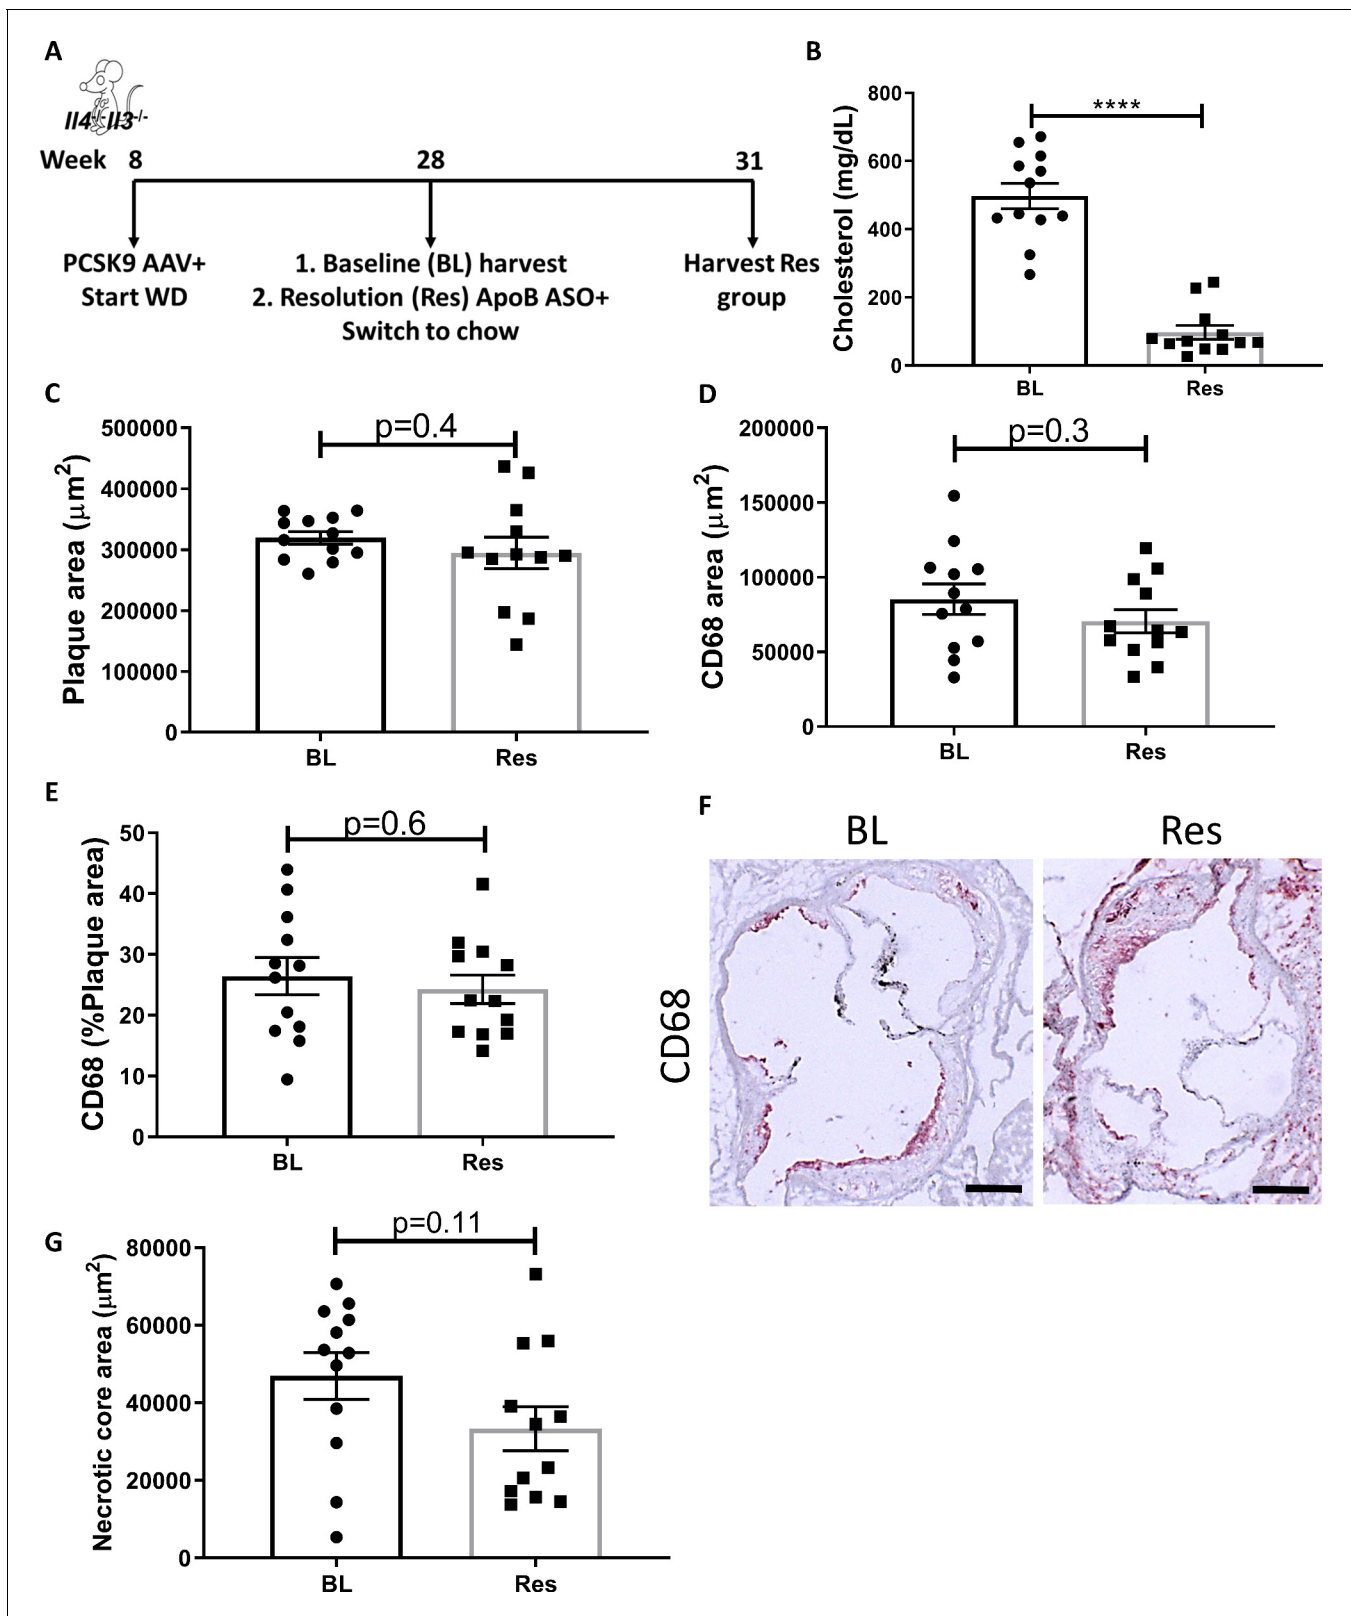 A
Il4-/-Il3-/-
Week 8 28 31
PCSK9 AAV+
Start WD
1. Baseline (BL) harvest
2. Resolution (Res) ApoB ASO+
Switch to chow
Harvest Res
group
B
Cholesterol (mg/dL)
800
600
400
200
0
****
BL Res
C
Plaque area (μm2)
500000
400000
300000
200000
100000
0
p=0.4
BL Res
D
CD68 area (μm2)
200000
150000
100000
50000
0
p=0.3
BL Res
E
CD68 (%Plaque area)
50
40
30
20
10
0
p=0.6
BL Res
F
BL Res
CD68
G
Necrotic core area (μm2)
80000
60000
40000
20000
0
p=0.11
BL Res